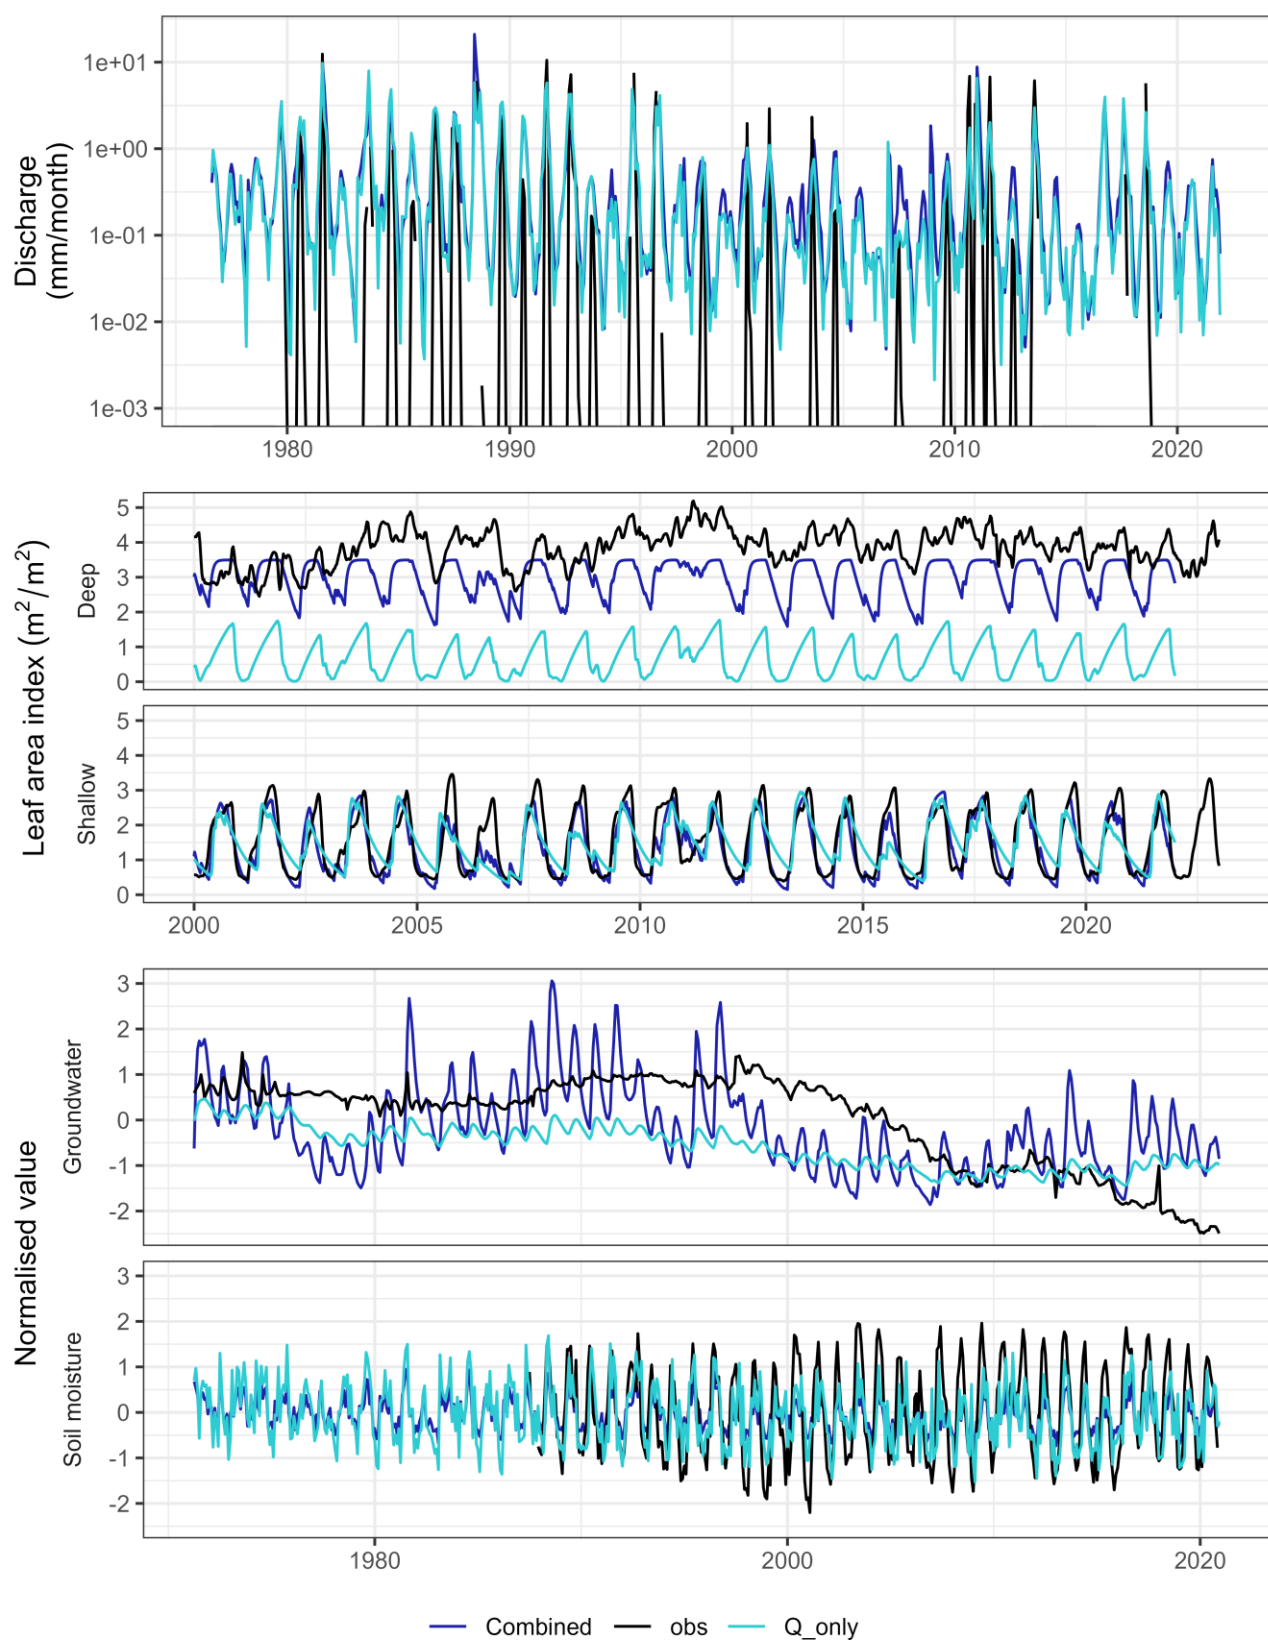 Discharge
(mm/month)
1e+01
1e+00
1e-01
1e-02
1e-03
1980 1990 2000 2010 2020
Leaf area index (m²/m²)
Deep
5
4
3
2
1
0
Shallow
5
4
3
2
1
0
2000 2005 2010 2015 2020
Normalised value
Groundwater
3
2
1
0
-1
-2
Soil moisture
3
2
1
0
-1
-2
1980 2000 2020
Combined obs Q_only